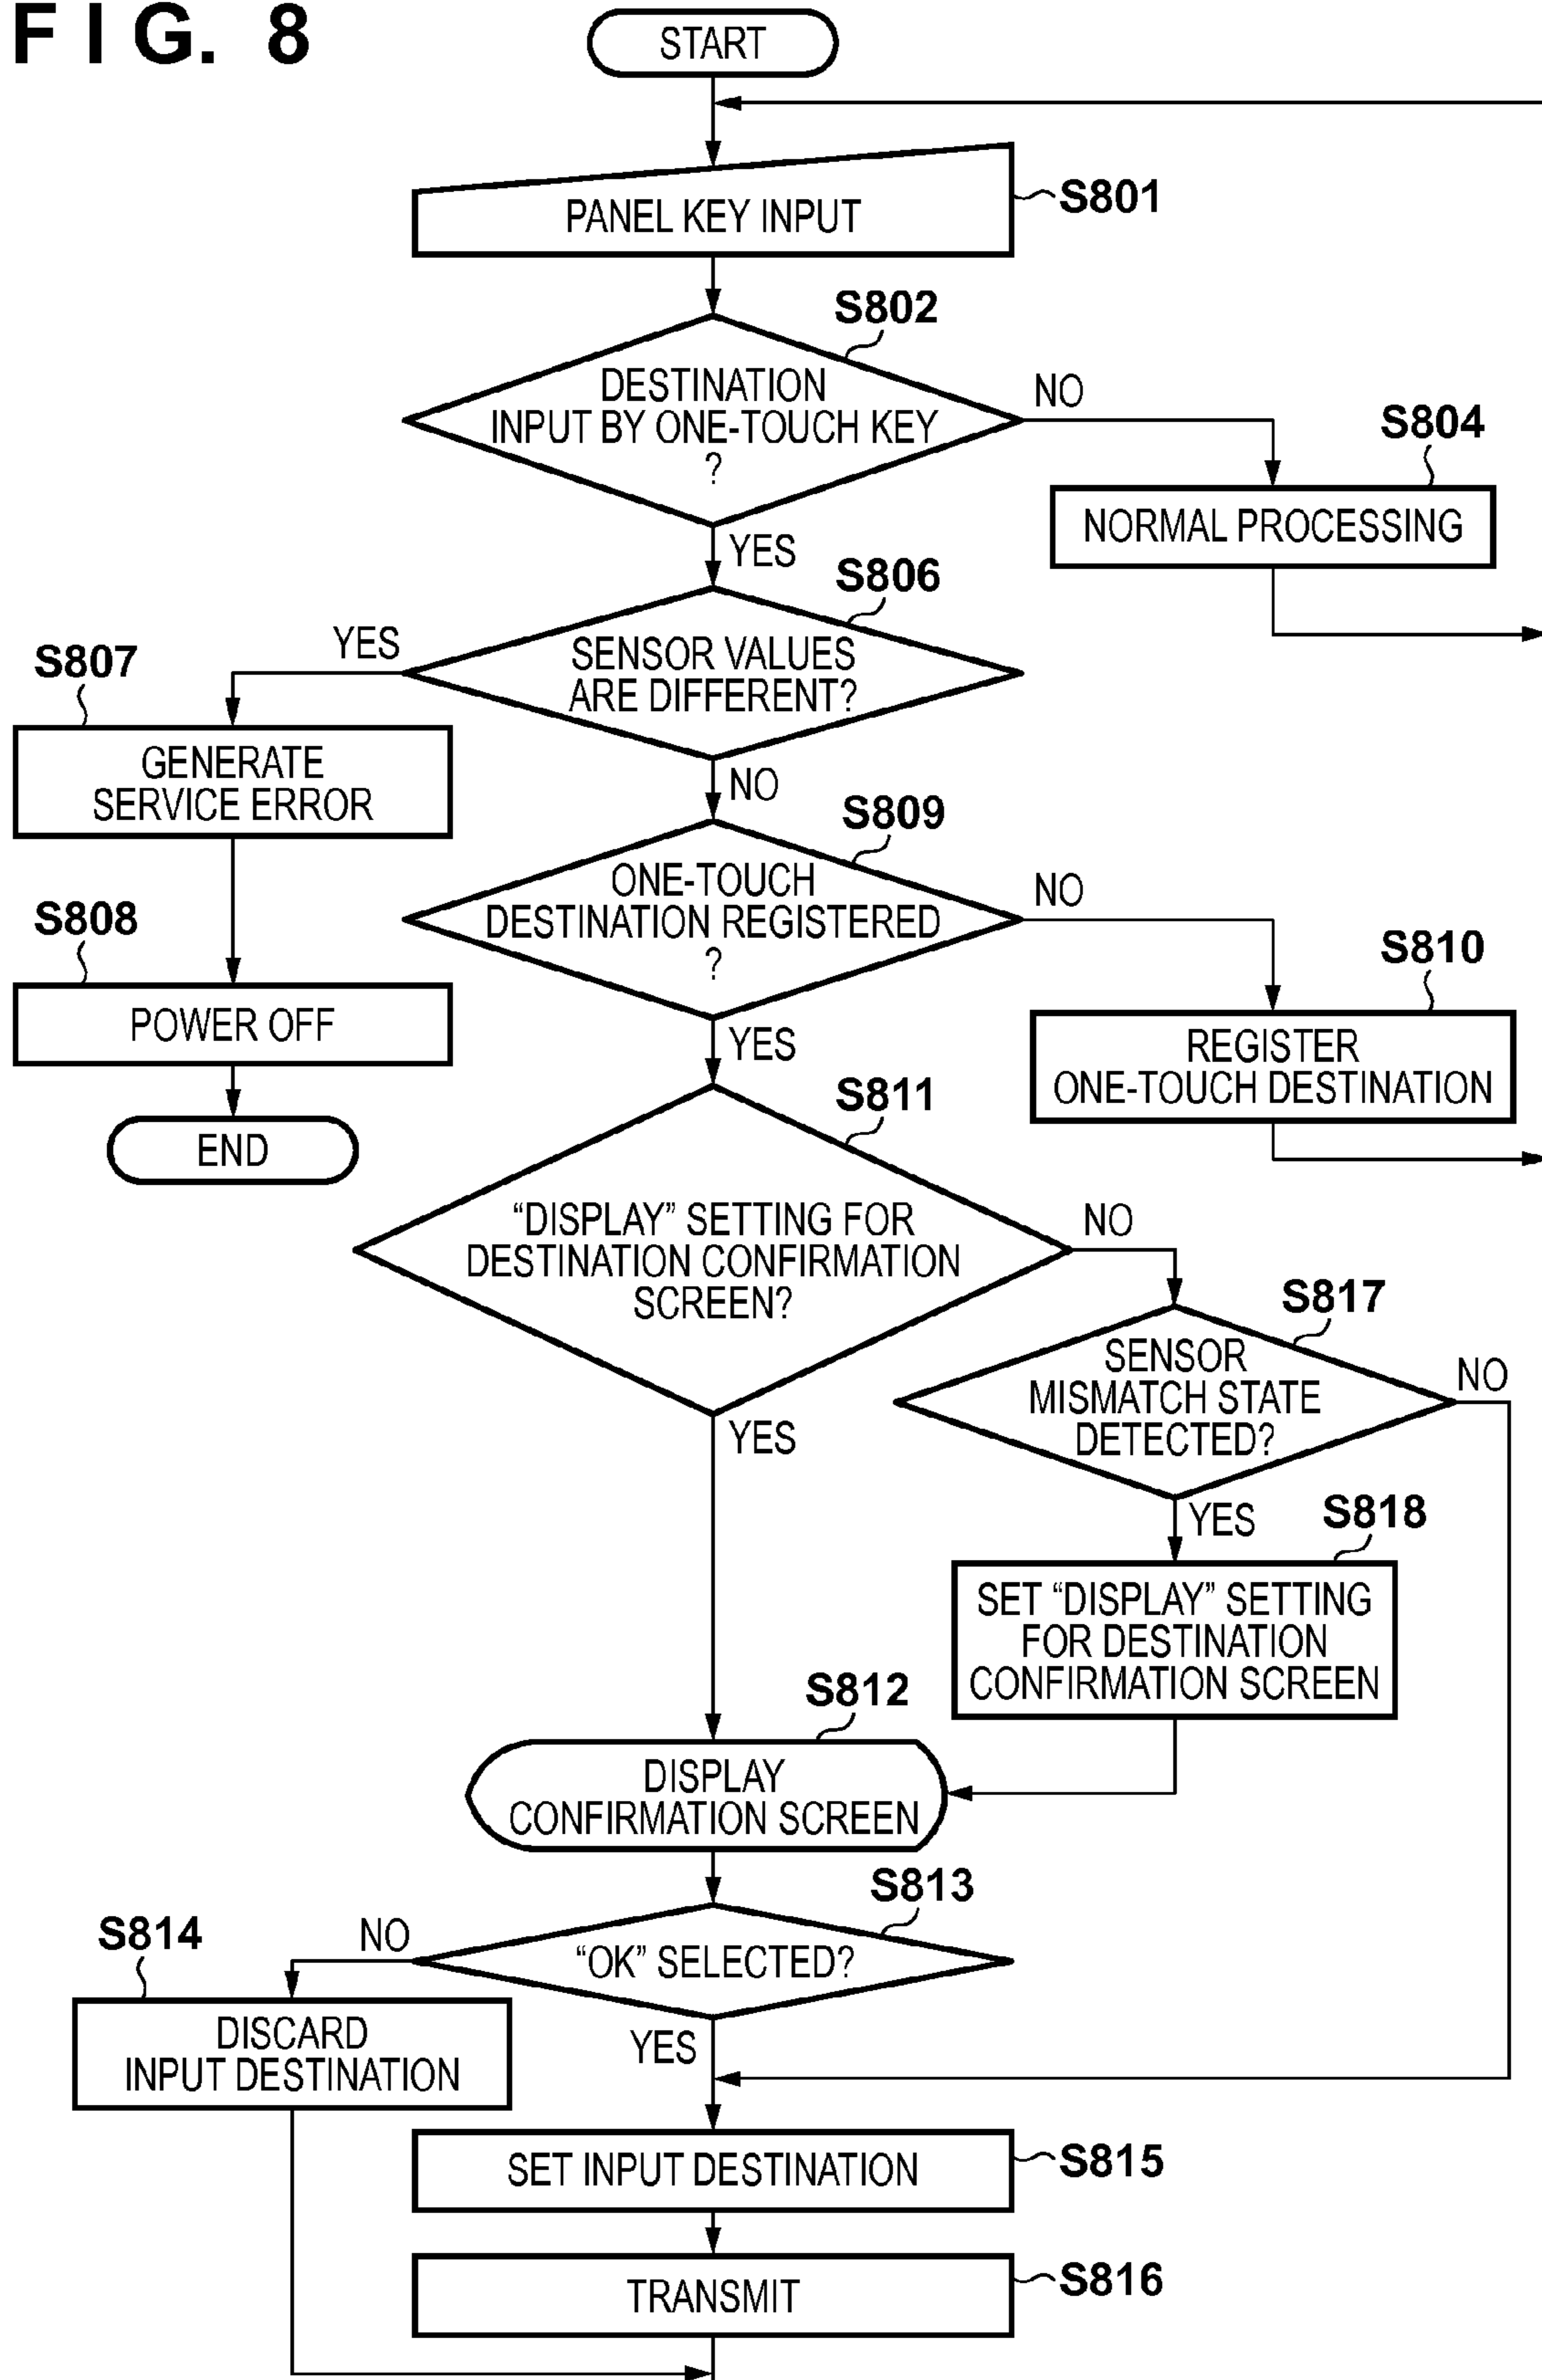 FIG. 8
START
PANEL KEY INPUT
S801
S802
DESTINATION
INPUT BY ONE-TOUCH KEY
?
NO
S804
NORMAL PROCESSING
YES
S806
SENSOR VALUES
ARE DIFFERENT?
YES
S807
GENERATE
SERVICE ERROR
NO
S809
ONE-TOUCH
DESTINATION REGISTERED
?
NO
S808
POWER OFF
S810
REGISTER
ONE-TOUCH DESTINATION
YES
END
S811
“DISPLAY” SETTING FOR
DESTINATION CONFIRMATION
SCREEN?
NO
S817
SENSOR
MISMATCH STATE
DETECTED?
NO
YES
YES
S818
SET “DISPLAY” SETTING
FOR DESTINATION
CONFIRMATION SCREEN
S812
DISPLAY
CONFIRMATION SCREEN
S813
“OK” SELECTED?
NO
S814
DISCARD
INPUT DESTINATION
YES
SET INPUT DESTINATION
S815
TRANSMIT
S816